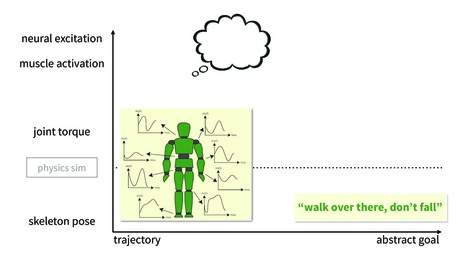 neural excitation
muscle activation
joint torque
physics sim
skeleton pose
trajectory
abstract goal
“walk over there, don’t fall”